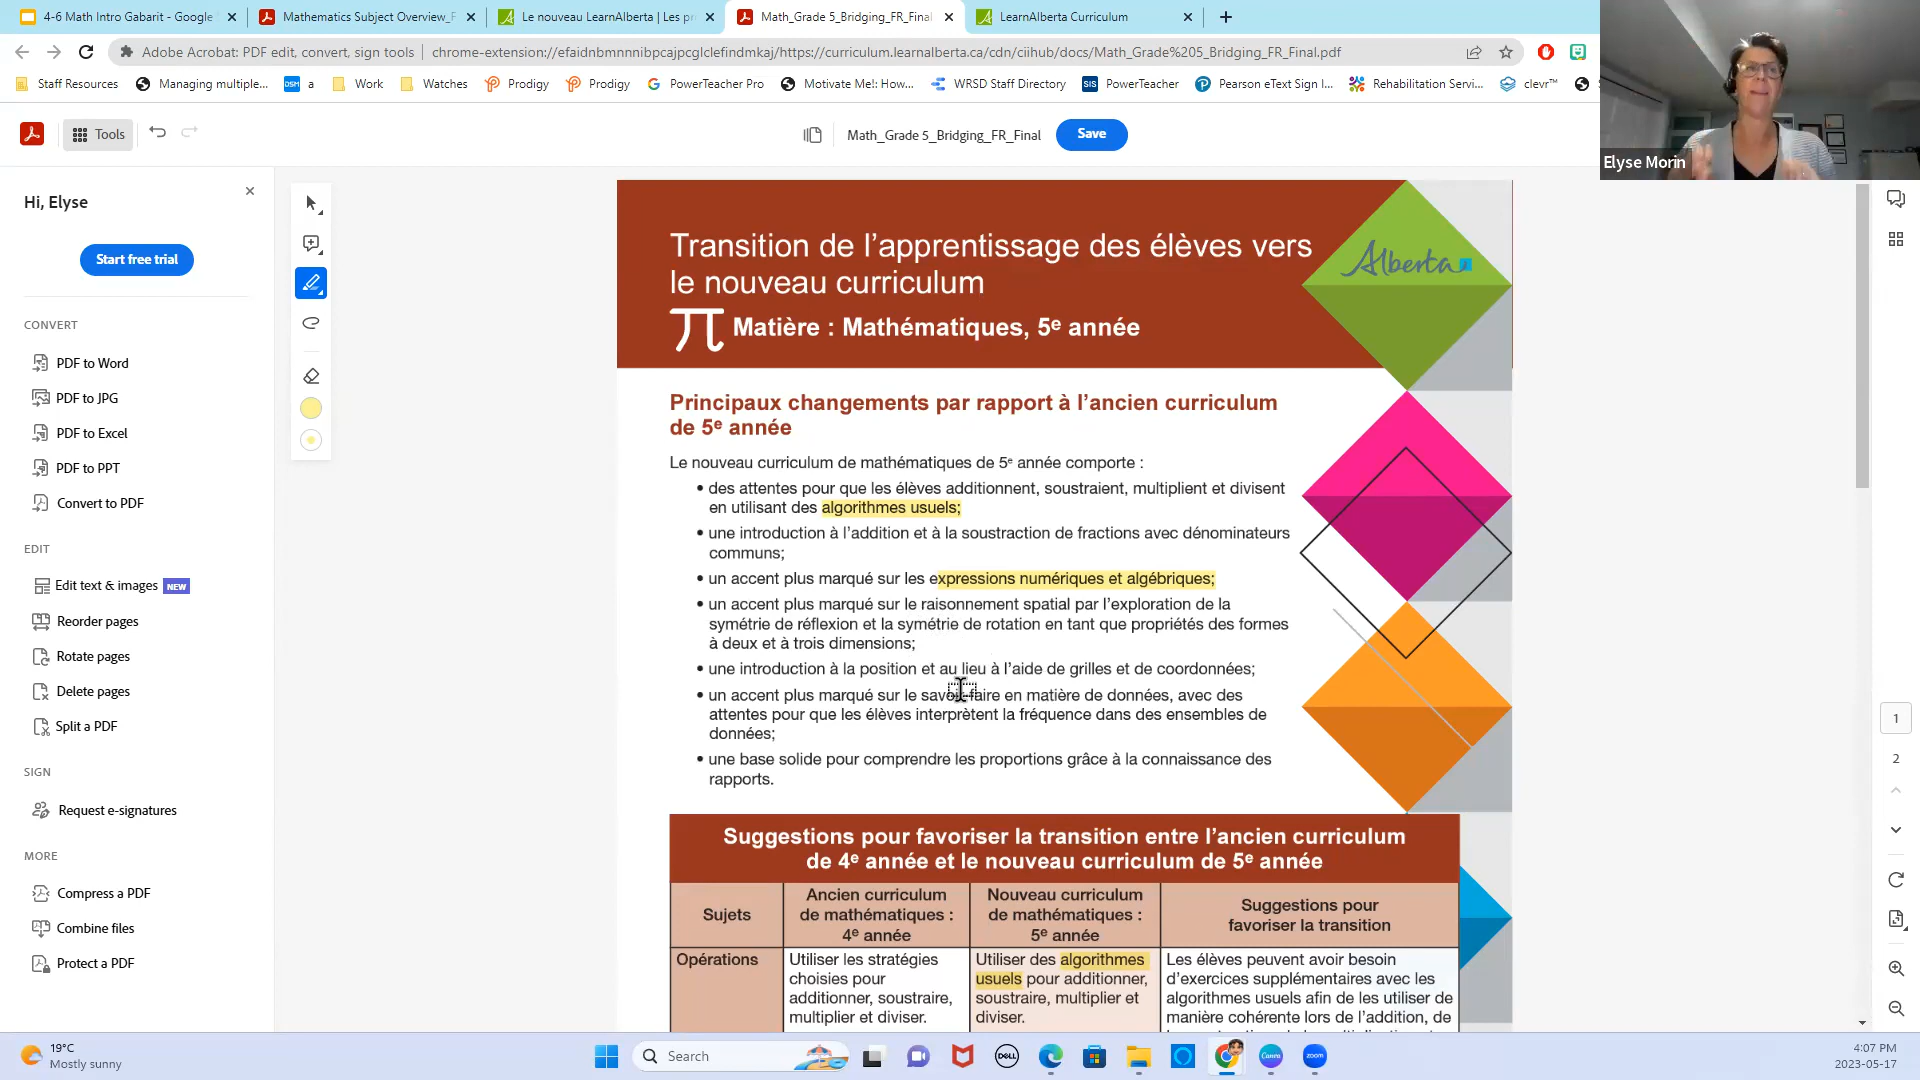 4-6 Math Intro Gabarit - Google
Mathematics Subject Overview_F
Le nouveau LearnAlberta | Les pr
Math_Grade 5_Bridging_FR_Final
LearnAlberta Curriculum
Adobe Acrobat: PDF edit, convert, sign tools
chrome-extension://efaidnbmnnnibpcajpcglclefindmkaj/https://curriculum.learnalberta.ca/cdn/ciihub/docs/Math_Grade%205_Bridging_FR_Final.pdf
Staff Resources
Managing multiple...
a
Work
Watches
Prodigy
Prodigy
PowerTeacher Pro
Motivate Me!: How...
WRSD Staff Directory
SIS
PowerTeacher
Pearson eText Sign I...
Rehabilitation Servi...
clevr™
Elyse Morin
Tools
Math_Grade 5_Bridging_FR_Final
Save
Hi, Elyse
Start free trial
CONVERT
PDF to Word
PDF to JPG
PDF to Excel
PDF to PPT
Convert to PDF
EDIT
Edit text & images NEW
Reorder pages
Rotate pages
Delete pages
Split a PDF
SIGN
Request e-signatures
MORE
Compress a PDF
Combine files
Protect a PDF
Transition de l'apprentissage des élèves vers
le nouveau curriculum
π Matière : Mathématiques, 5e année
Alberta
Principaux changements par rapport à l'ancien curriculum
de 5e année
Le nouveau curriculum de mathématiques de 5e année comporte :
• des attentes pour que les élèves additionnent, soustraient, multiplient et divisent
en utilisant des algorithmes usuels;
• une introduction à l'addition et à la soustraction de fractions avec dénominateurs
communs;
• un accent plus marqué sur les expressions numériques et algébriques;
• un accent plus marqué sur le raisonnement spatial par l'exploration de la
symétrie de réflexion et la symétrie de rotation en tant que propriétés des formes
à deux et à trois dimensions;
• une introduction à la position et au lieu à l'aide de grilles et de coordonnées;
• un accent plus marqué sur le savoir-faire en matière de données, avec des
attentes pour que les élèves interprètent la fréquence dans des ensembles de
données;
• une base solide pour comprendre les proportions grâce à la connaissance des
rapports.
Suggestions pour favoriser la transition entre l'ancien curriculum
de 4e année et le nouveau curriculum de 5e année
Sujets
Ancien curriculum
de mathématiques :
4e année
Nouveau curriculum
de mathématiques :
5e année
Suggestions pour
favoriser la transition
Opérations
Utiliser les stratégies
choisies pour
additionner, soustraire,
multiplier et diviser.
Utiliser des algorithmes
usuels pour additionner,
soustraire, multiplier et
diviser.
Les élèves peuvent avoir besoin
d'exercices supplémentaires avec les
algorithmes usuels afin de les utiliser de
manière cohérente lors de l'addition, de
1
2
19°C
Mostly sunny
Search
DELL
Canva
zoom
4:07 PM
2023-05-17